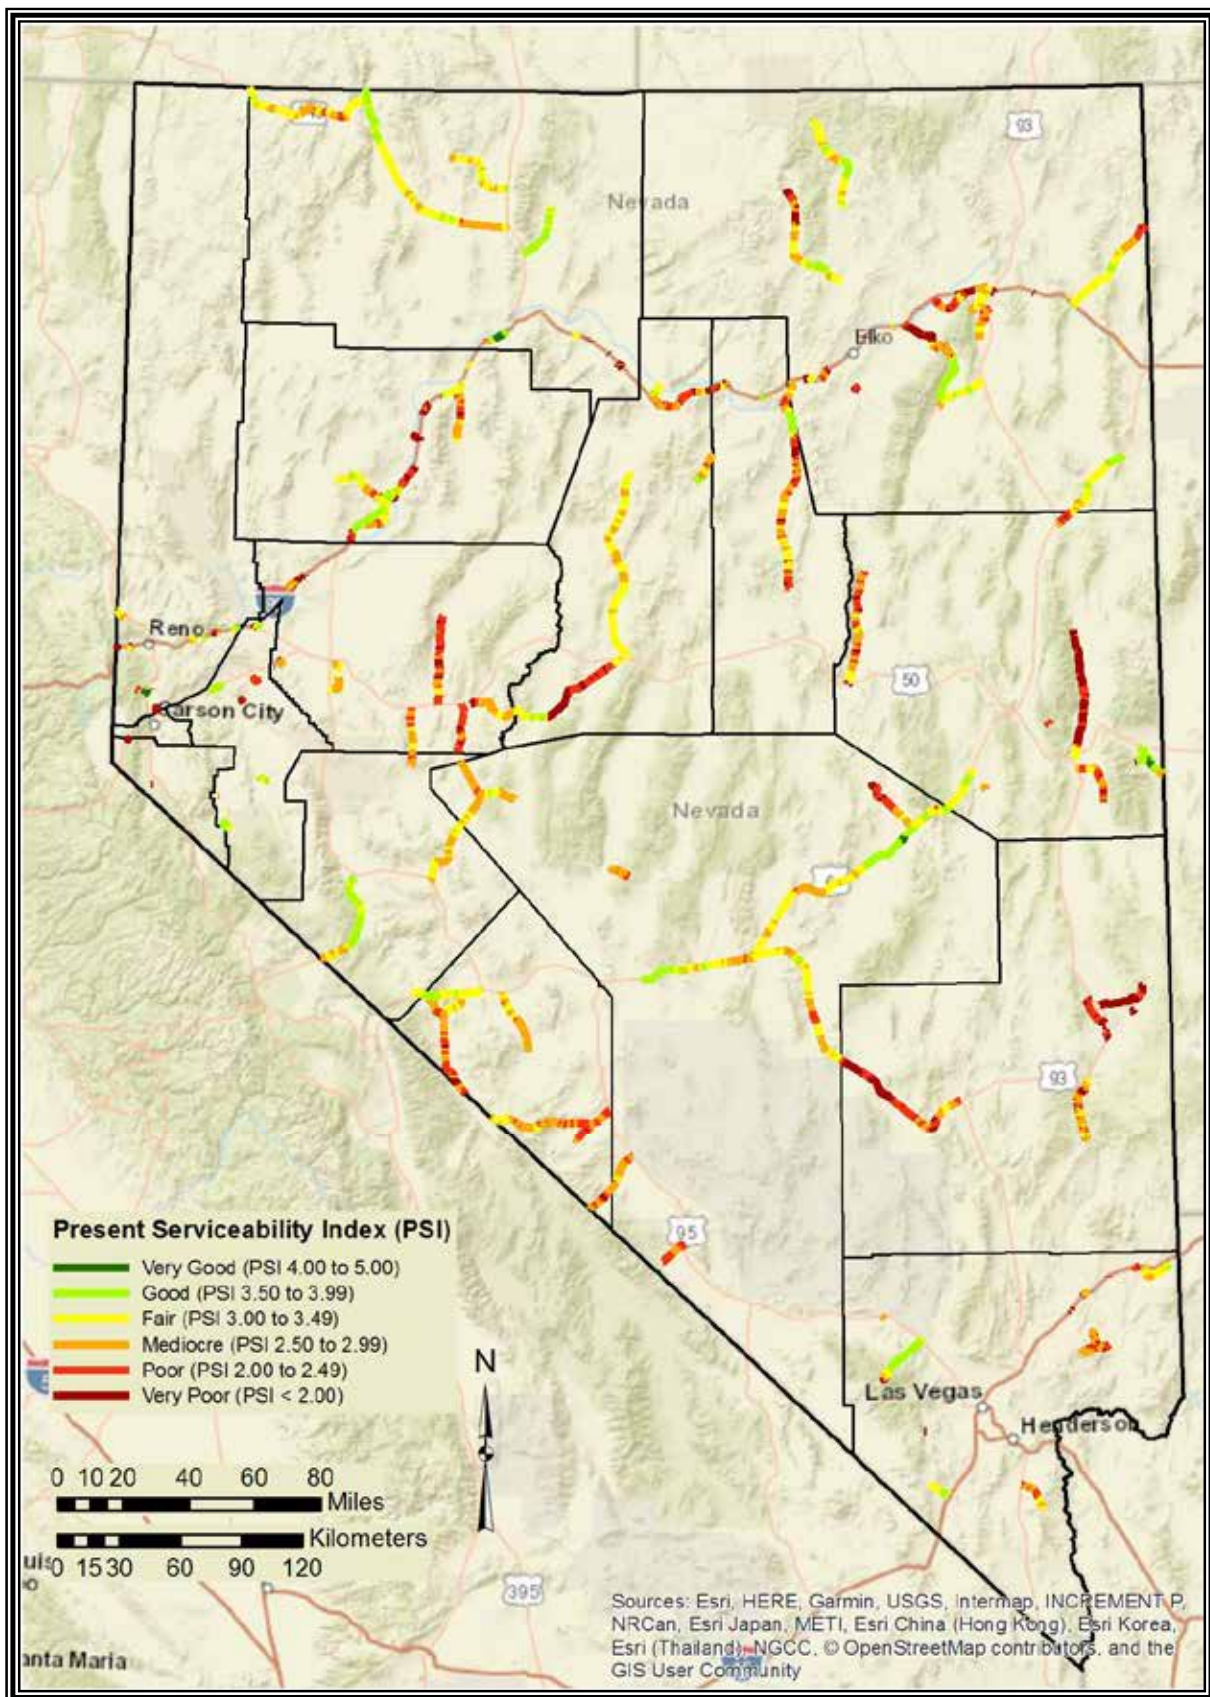 93
Nevada
Elko
Reno
Carson City
50
Nevada
6
93
95
Present Serviceability Index (PSI)
Very Good (PSI 4.00 to 5.00)
Good (PSI 3.50 to 3.99)
Fair (PSI 3.00 to 3.49)
Mediocre (PSI 2.50 to 2.99)
Poor (PSI 2.00 to 2.49)
Very Poor (PSI < 2.00)
N
Las Vegas
Henderson
0 10 20 40 60 80
Miles
Kilometers
0 15 30 60 90 120
395
Sources: Esri, HERE, Garmin, USGS, Intermap, INCREMENT P,
NRCan, Esri Japan, METI, Esri China (Hong Kong), Esri Korea,
Esri (Thailand), NGCC, © OpenStreetMap contributors, and the
GIS User Community
anta Maria